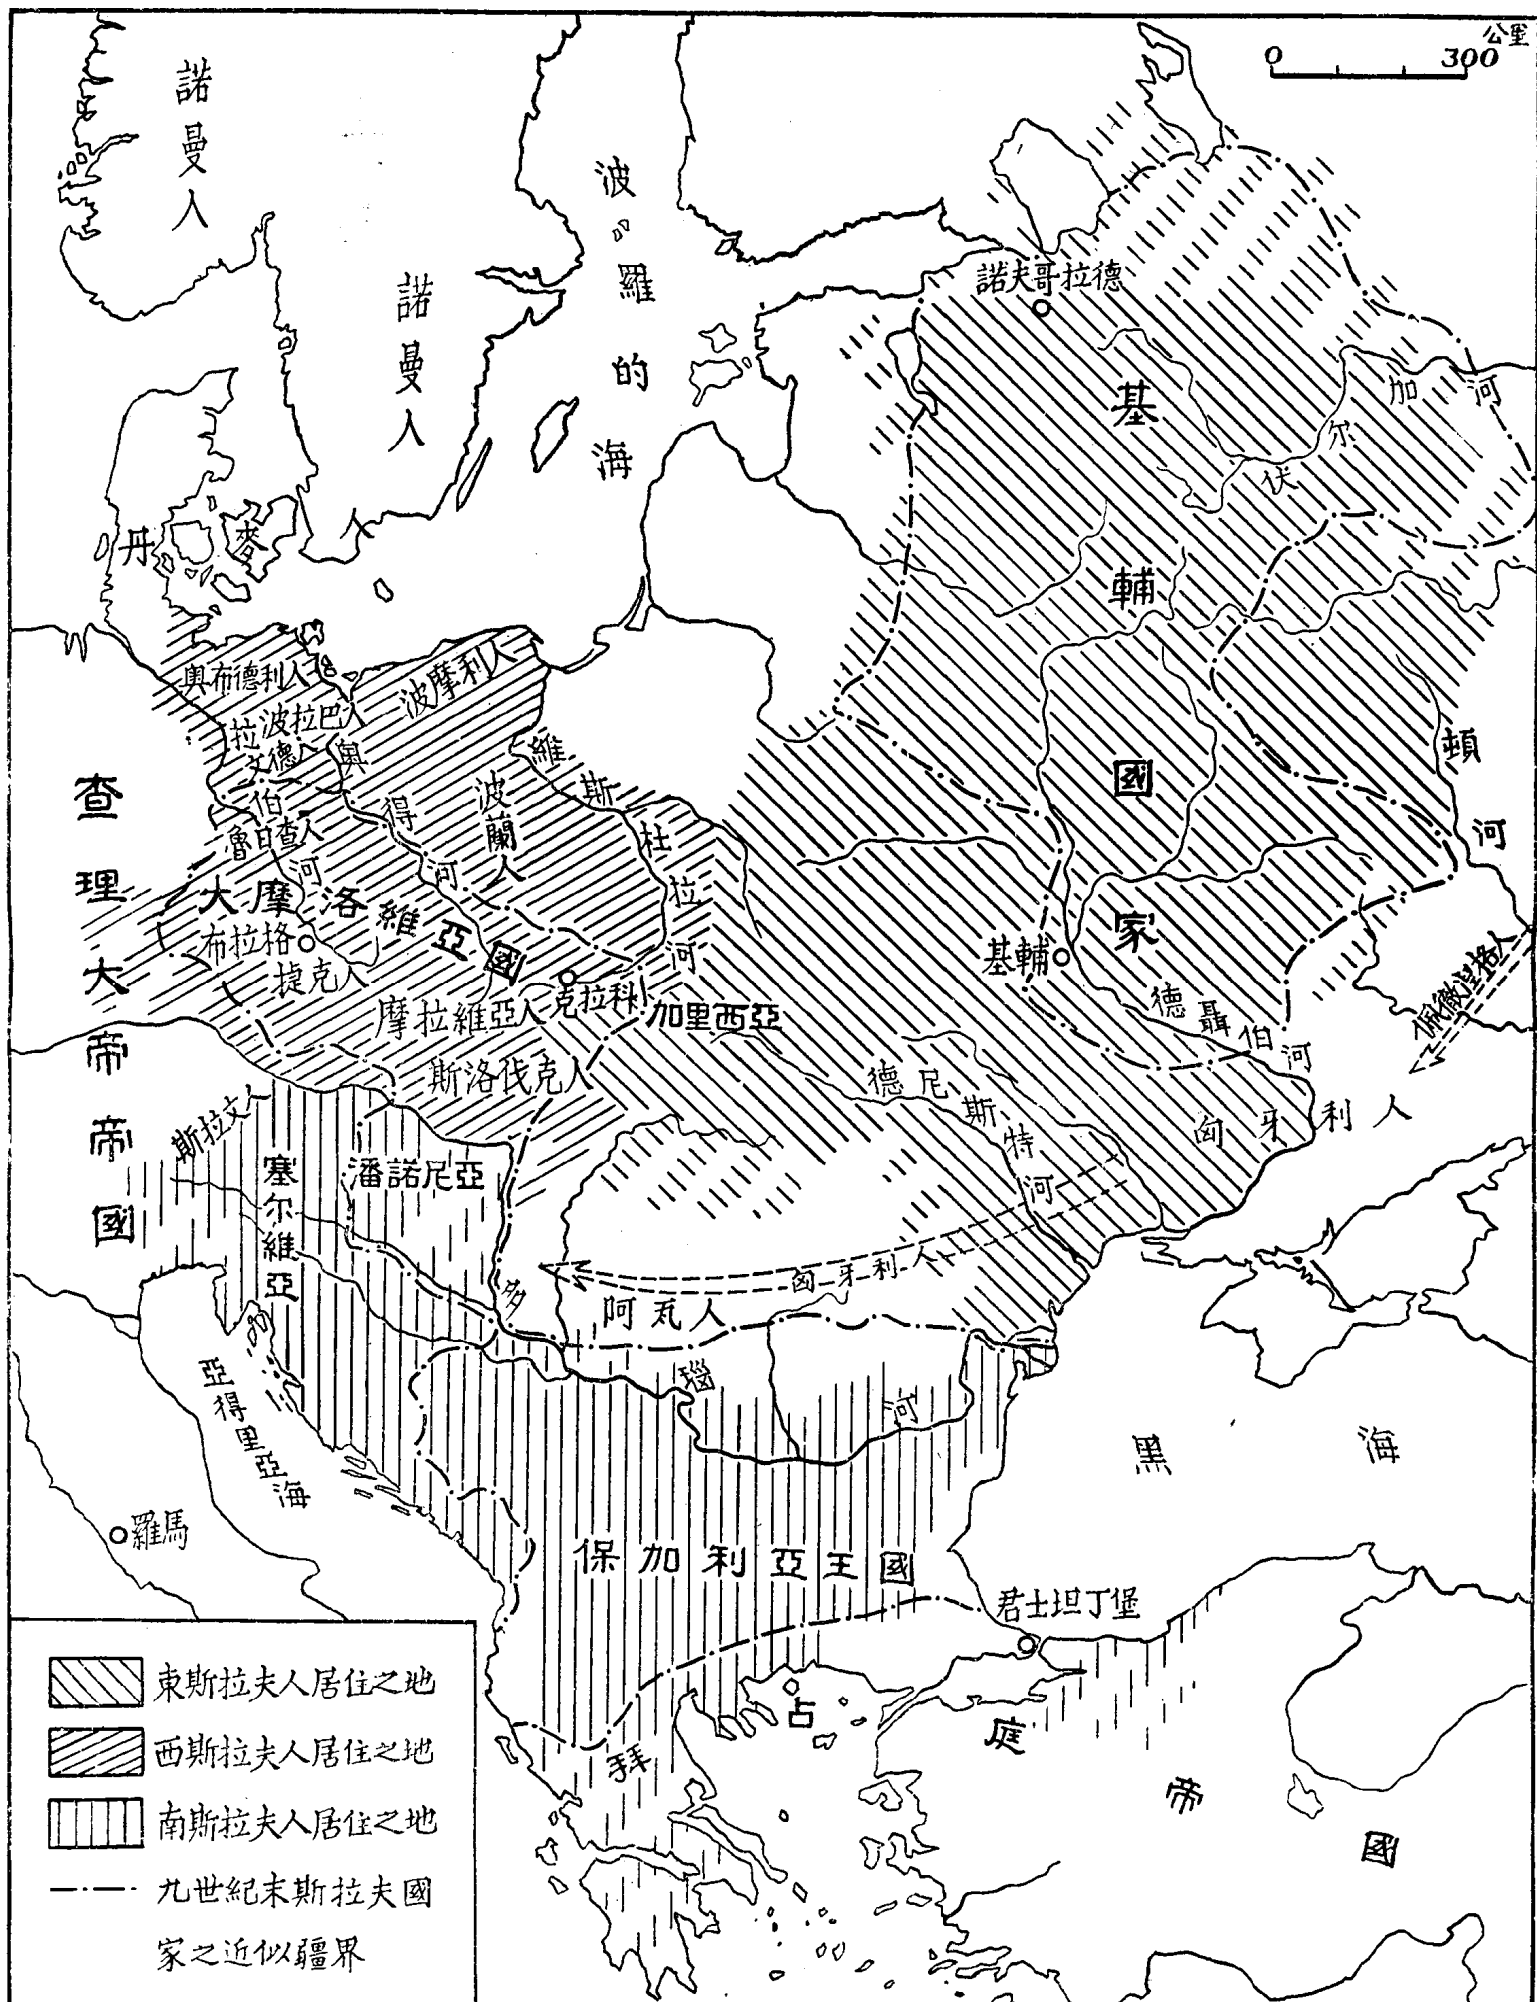 公里
0 300
諾曼人
諾曼人
波羅的海
丹麥人
諾夫哥拉德
基輔國家
伏尔加河
頓河
奧布德利人
波摩利人
拉波拉巴人
文德人
奥得河
伯河
魯日查人
波蘭人
維斯杜拉河
查理大帝帝國
大摩洛維亞國
布拉格
捷克人
摩拉維亞人
克拉科
加里西亞
斯洛伐克人
基輔
德聶伯河
德尼斯特河
匈牙利人
斯拉文人
塞尔維亞
潘諾尼亞
匈牙利人
阿瓦人
多瑙河
亞得里亞海
羅馬
黑海
保加利亞王國
君士坦丁堡
拜占庭帝國
東斯拉夫人居住之地
西斯拉夫人居住之地
南斯拉夫人居住之地
九世紀末斯拉夫國
家之近似疆界